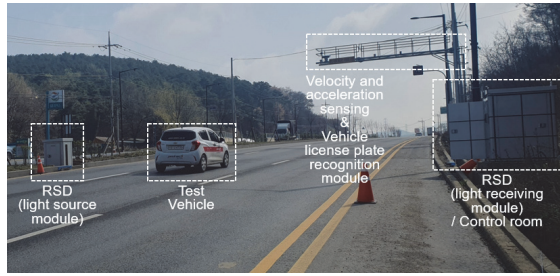 Velocity and
acceleration
sensing
&
Vehicle
license plate
recognition
module
RSD
(light source
module)
Test
Vehicle
RSD
(light receiving
module)
/ Control room